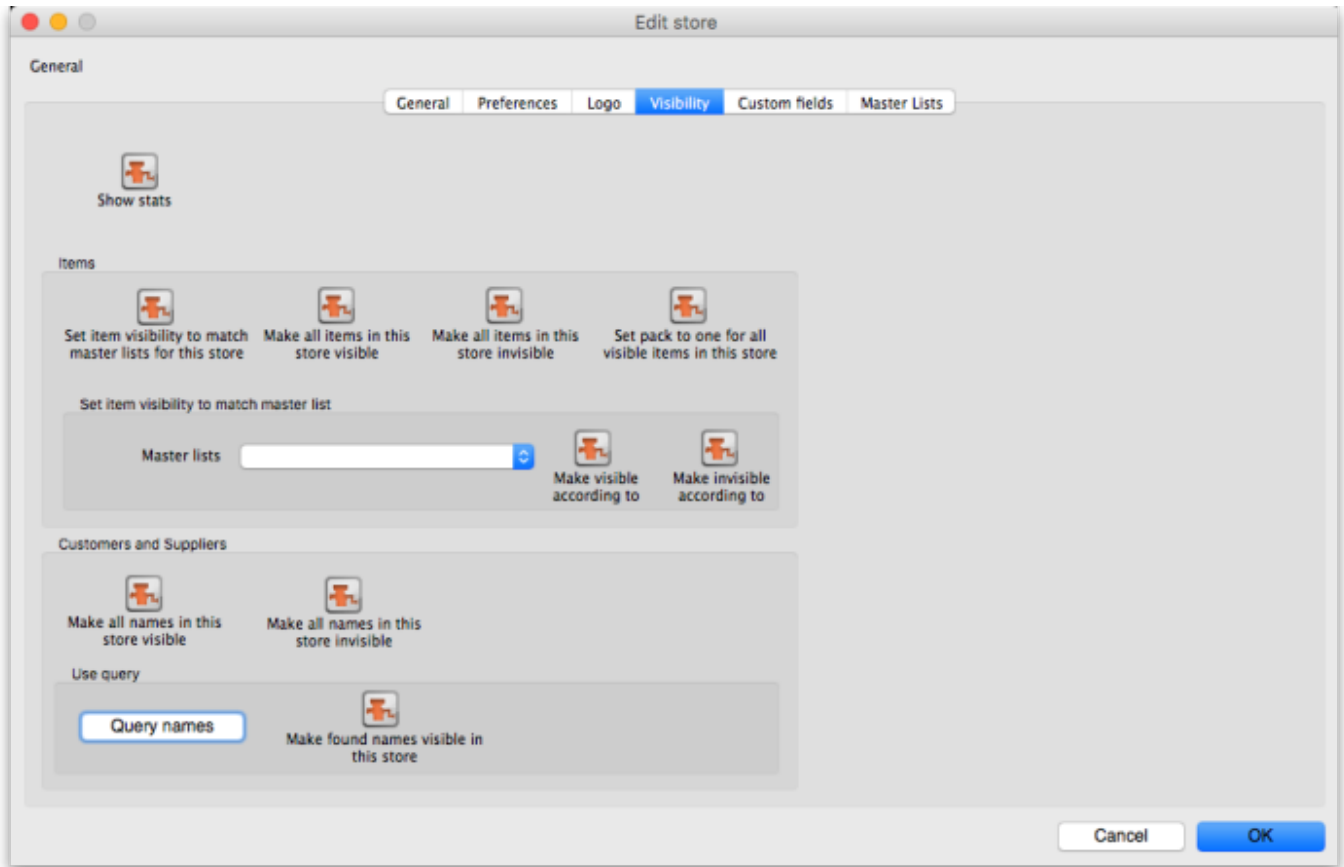 Edit store
General
General Preferences Logo Visibility Custom fields Master Lists
Show stats
Items
Set item visibility to match
master lists for this store
Make all items in this
store visible
Make all items in this
store invisible
Set pack to one for all
visible items in this store
Set item visibility to match master list
Master lists
Make visible
according to
Make invisible
according to
Customers and Suppliers
Make all names in this
store visible
Make all names in this
store invisible
Use query
Query names
Make found names visible in
this store
Cancel
OK